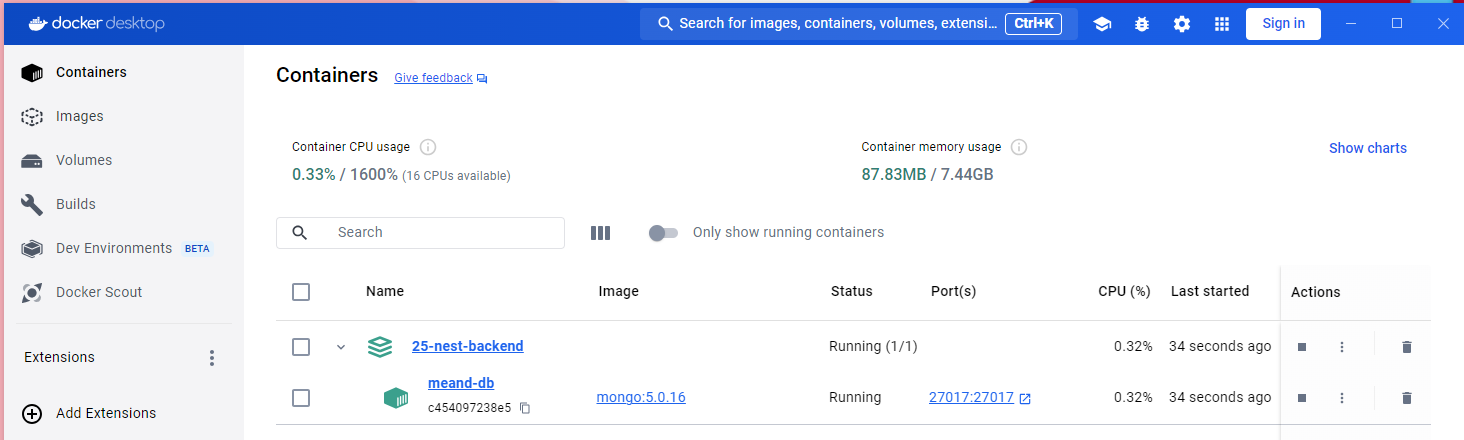 docker desktop
Search for images, containers, volumes, extensi... Ctrl+K
Sign in
Containers
Images
Volumes
Builds
Dev Environments BETA
Docker Scout
Extensions
Add Extensions
Containers Give feedback
Container CPU usage
0.33% / 1600% (16 CPUs available)
Container memory usage
87.83MB / 7.44GB
Show charts
Search
Only show running containers
Name Image Status Port(s) CPU (%) Last started Actions
25-nest-backend Running (1/1) 0.32% 34 seconds ago
meand-db mongo:5.0.16 Running 27017:27017 0.32% 34 seconds ago
c454097238e5